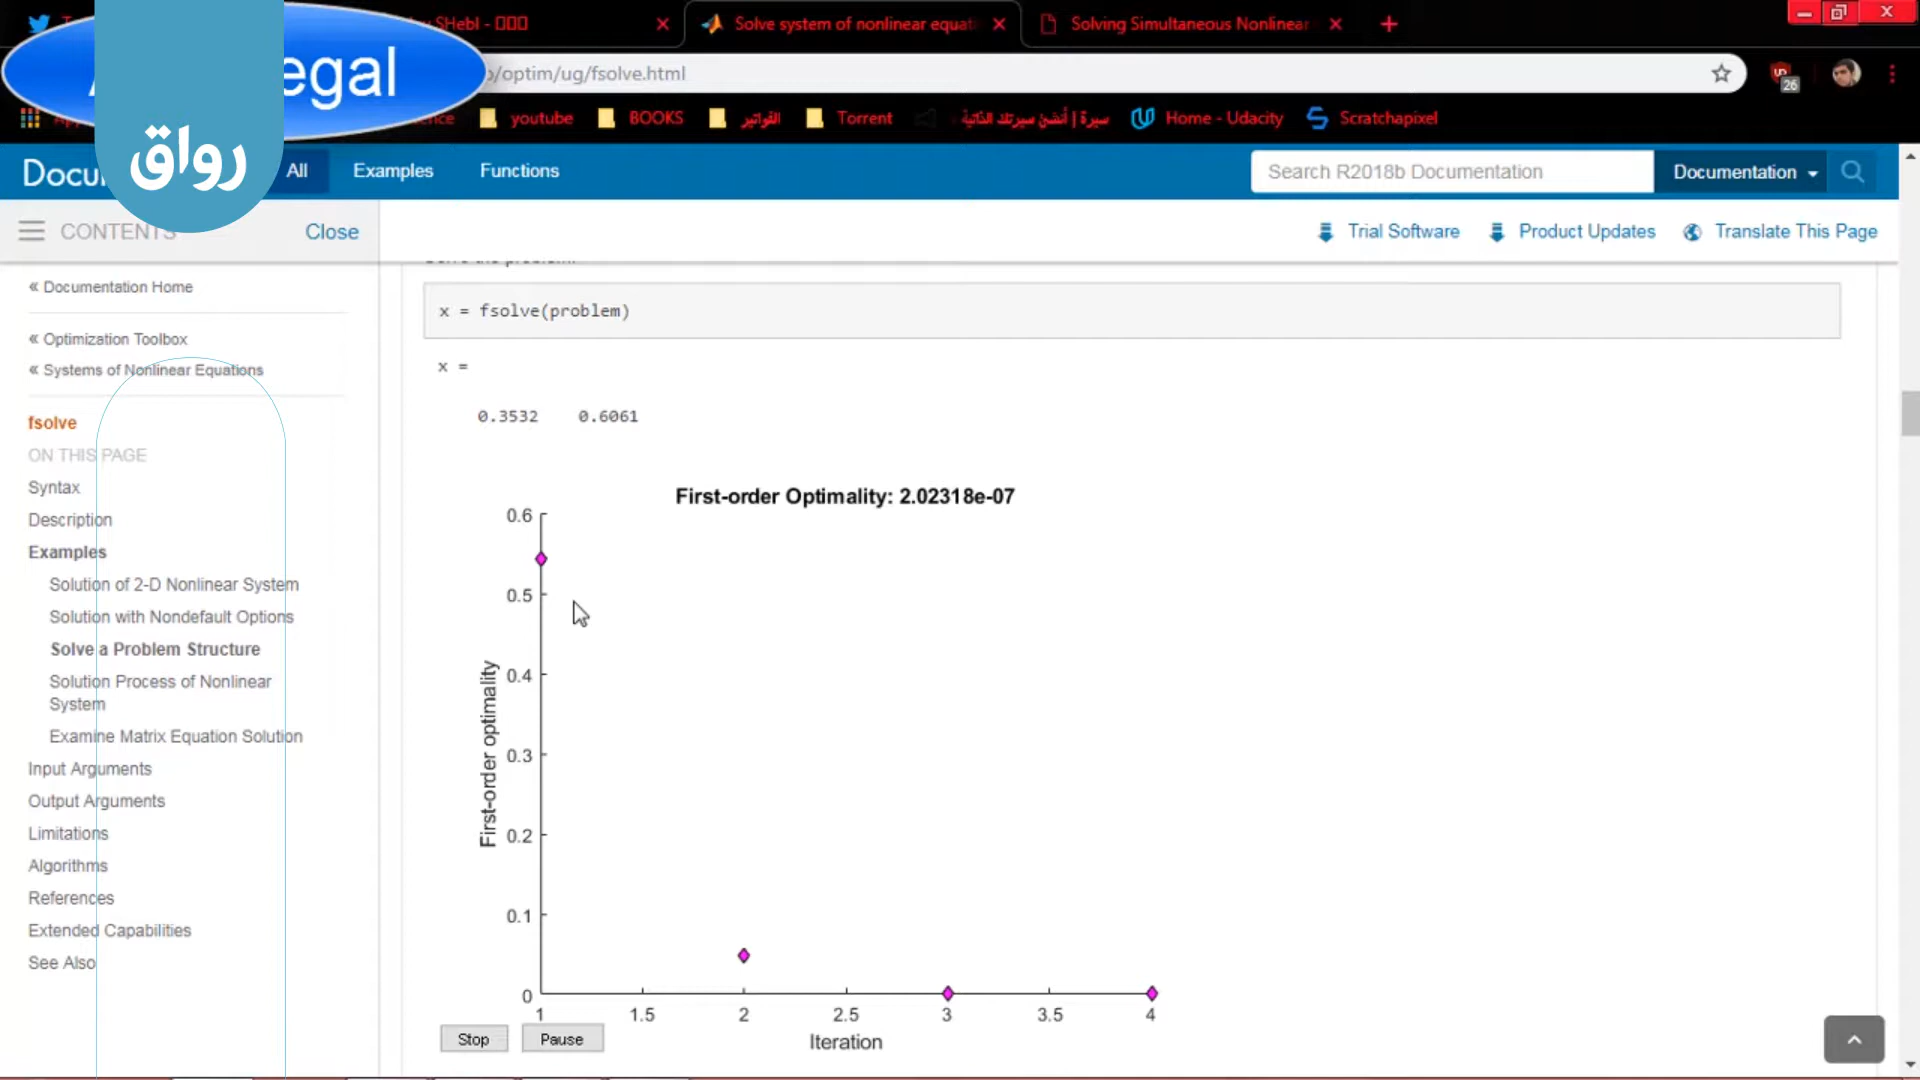 SHebl - 
Solve system of nonlinear equat
Solving Simultaneous Nonlinear
egal
رواق
/optim/ug/fsolve.html
26
youtube
BOOKS
الفواتير
Torrent
سيرة | أنشئ سيرتك الذاتية
Home - Udacity
Scratchapixel
Docu
All
Examples
Functions
Search R2018b Documentation
Documentation
CONTENTS
Close
Trial Software
Product Updates
Translate This Page
« Documentation Home
« Optimization Toolbox
« Systems of Nonlinear Equations
fsolve
ON THIS PAGE
Syntax
Description
Examples
Solution of 2-D Nonlinear System
Solution with Nondefault Options
Solve a Problem Structure
Solution Process of Nonlinear
System
Examine Matrix Equation Solution
Input Arguments
Output Arguments
Limitations
Algorithms
References
Extended Capabilities
See Also
x = fsolve(problem)
x =
0.3532 0.6061
First-order Optimality: 2.02318e-07
0.6
0.5
0.4
0.3
0.2
0.1
0
First-order optimality
1 1.5 2 2.5 3 3.5 4
Iteration
Stop
Pause